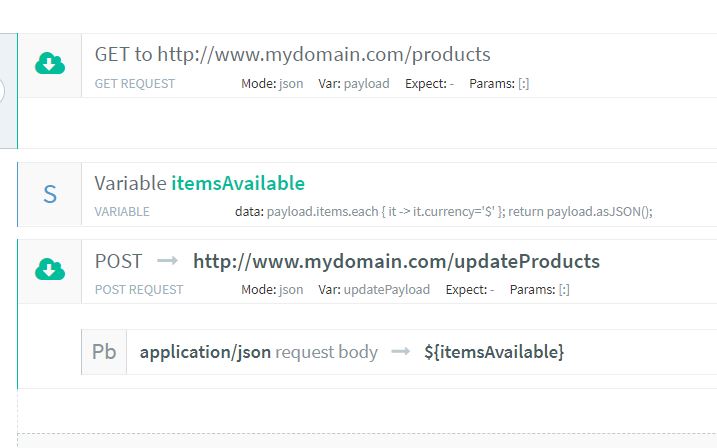 GET to http://www.mydomain.com/products
GET REQUEST Mode: json Var: payload Expect: - Params: [:]
S Variable itemsAvailable
VARIABLE data: payload.items.each { it -> it.currency='$' }; return payload.asJSON();
POST → http://www.mydomain.com/updateProducts
POST REQUEST Mode: json Var: updatePayload Expect: - Params: [:]
Pb application/json request body → ${itemsAvailable}